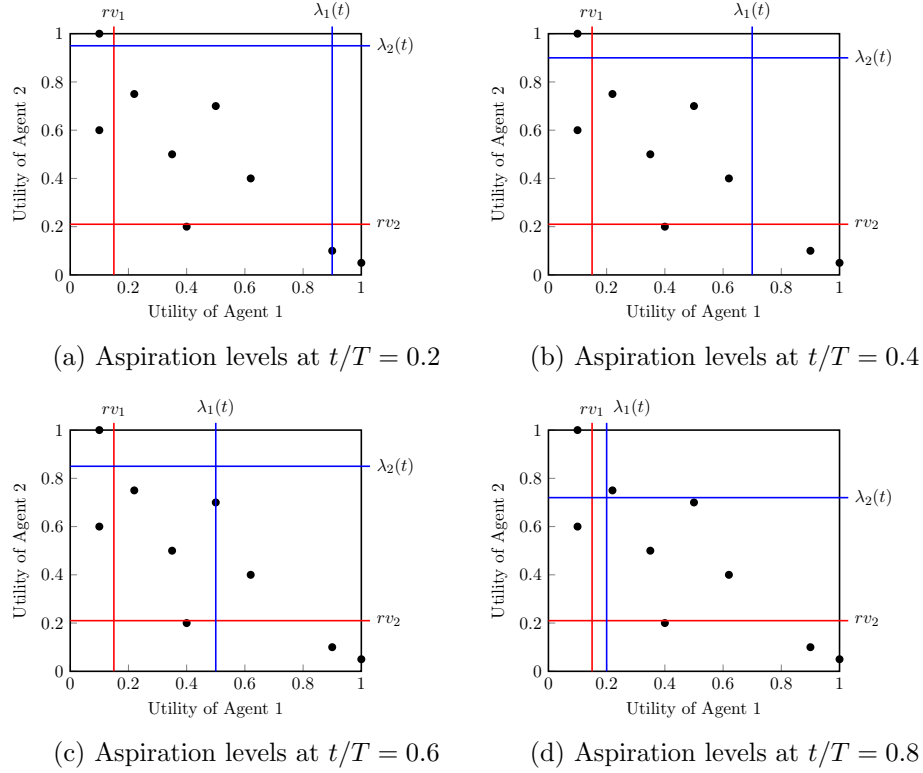 rv₁ λ₁(t)
1
0.8
0.6
0.4
0.2
0
0 0.2 0.4 0.6 0.8 1
Utility of Agent 1
Utility of Agent 2
λ₂(t)
rv₂
(a) Aspiration levels at t/T = 0.2
rv₁ λ₁(t)
1
0.8
0.6
0.4
0.2
0
0 0.2 0.4 0.6 0.8 1
Utility of Agent 1
Utility of Agent 2
λ₂(t)
rv₂
(b) Aspiration levels at t/T = 0.4
rv₁ λ₁(t)
1
0.8
0.6
0.4
0.2
0
0 0.2 0.4 0.6 0.8 1
Utility of Agent 1
Utility of Agent 2
λ₂(t)
rv₂
(c) Aspiration levels at t/T = 0.6
rv₁ λ₁(t)
1
0.8
0.6
0.4
0.2
0
0 0.2 0.4 0.6 0.8 1
Utility of Agent 1
Utility of Agent 2
λ₂(t)
rv₂
(d) Aspiration levels at t/T = 0.8